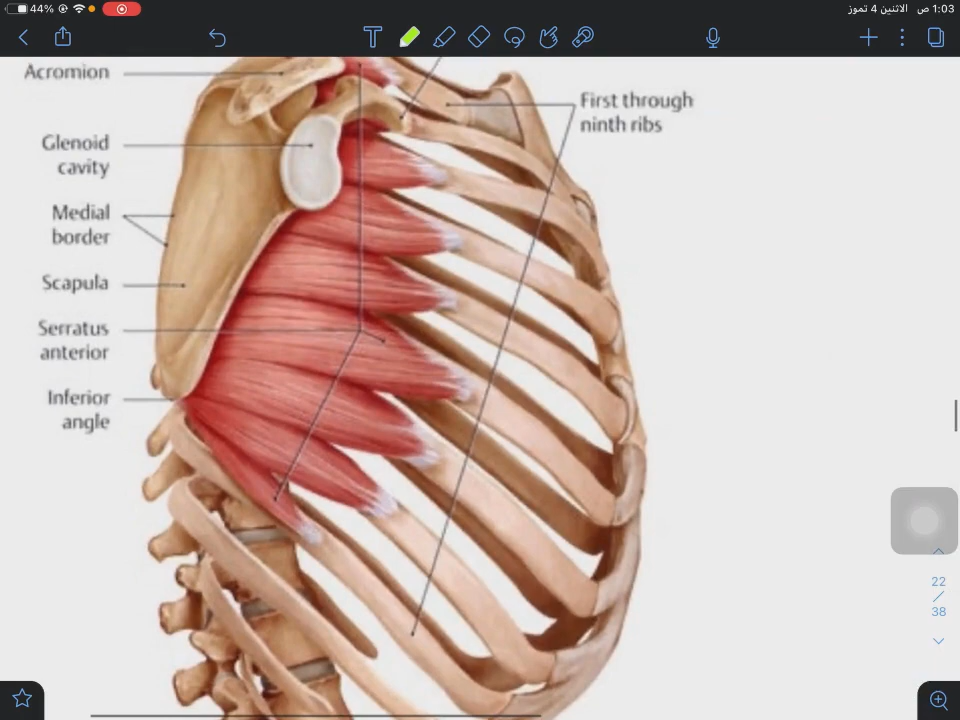 44%
1:03 ص الاثنين 4 تموز
T
Acromion
First through
ninth ribs
Glenoid
cavity
Medial
border
Scapula
Serratus
anterior
Inferior
angle
22
/
38